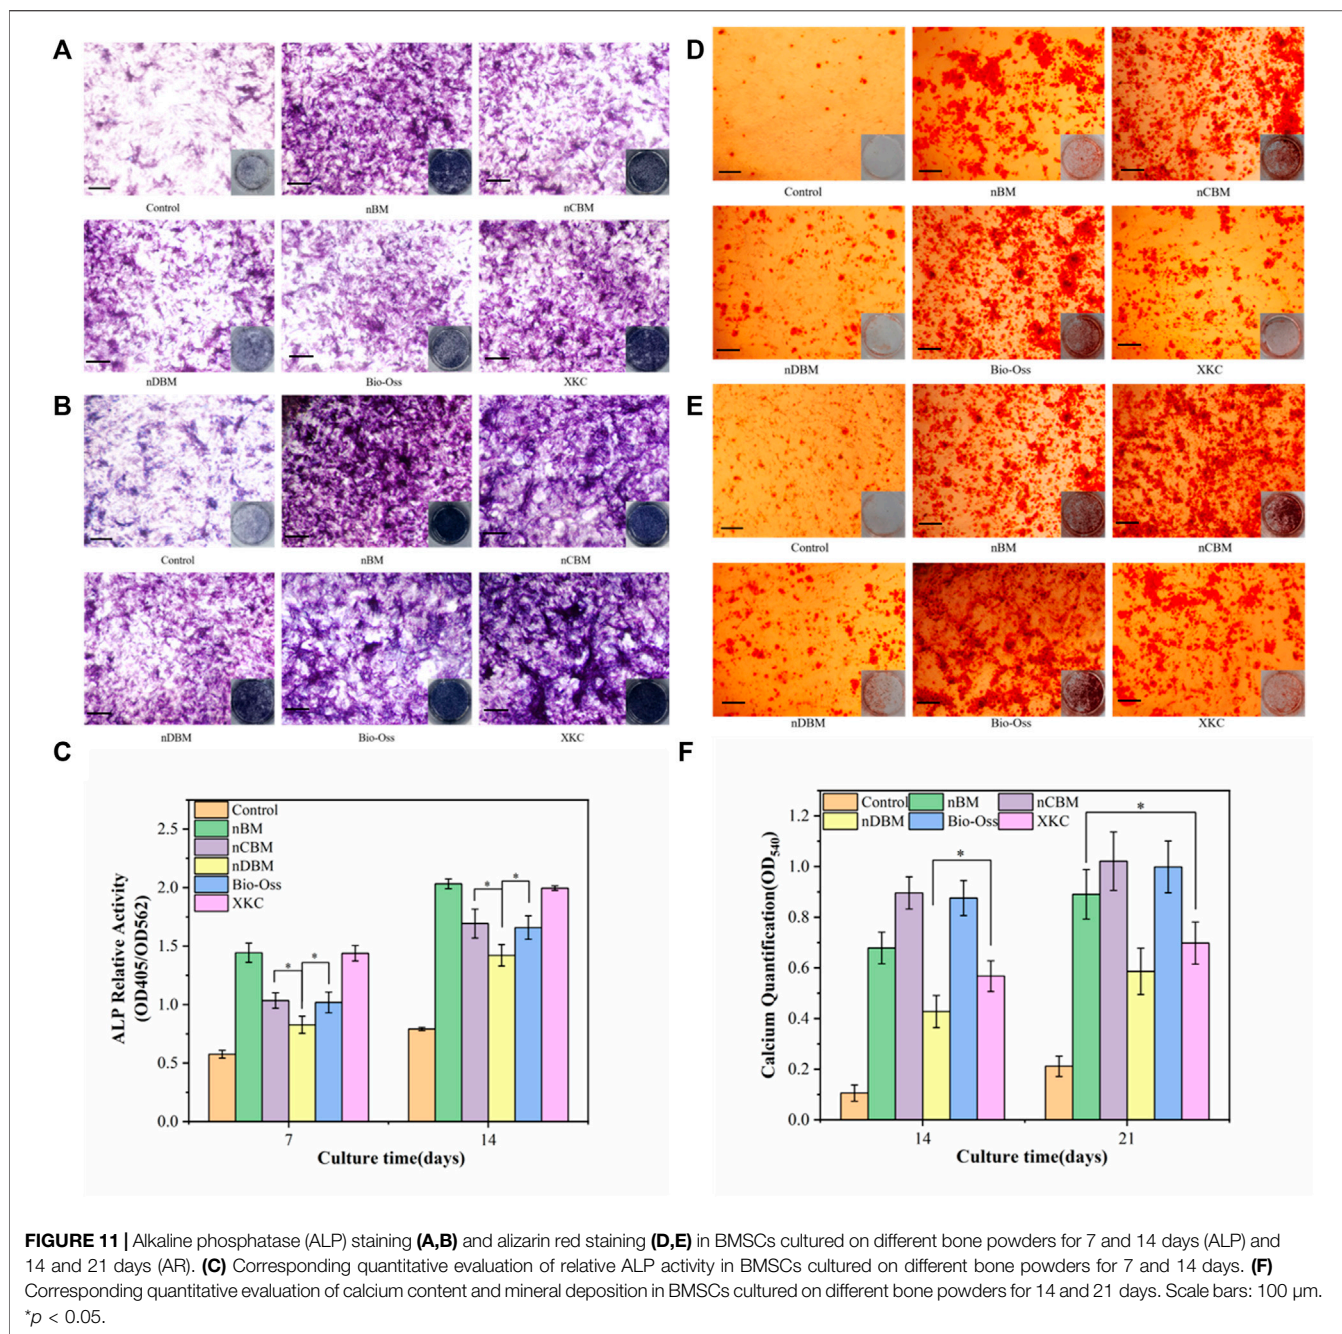 A
Control
nBM
nCBM
nDBM
Bio-Oss
XKC
B
Control
nBM
nCBM
nDBM
Bio-Oss
XKC
D
Control
nBM
nCBM
nDBM
Bio-Oss
XKC
E
Control
nBM
nCBM
nDBM
Bio-Oss
XKC
C
Control
nBM
nCBM
nDBM
Bio-Oss
XKC
ALP Relative Activity
(OD405/OD562)
2.5
2.0
1.5
1.0
0.5
0.0
* *
* *
7 14
Culture time(days)
F
Control nBM nCBM
nDBM Bio-Oss XKC
Calcium Quantification(OD540)
1.2
1.0
0.8
0.6
0.4
0.2
0.0
*
*
14 21
Culture time(days)
FIGURE 11 | Alkaline phosphatase (ALP) staining (A,B) and alizarin red staining (D,E) in BMSCs cultured on different bone powders for 7 and 14 days (ALP) and
14 and 21 days (AR). (C) Corresponding quantitative evaluation of relative ALP activity in BMSCs cultured on different bone powders for 7 and 14 days. (F)
Corresponding quantitative evaluation of calcium content and mineral deposition in BMSCs cultured on different bone powders for 14 and 21 days. Scale bars: 100 µm.
*p < 0.05.